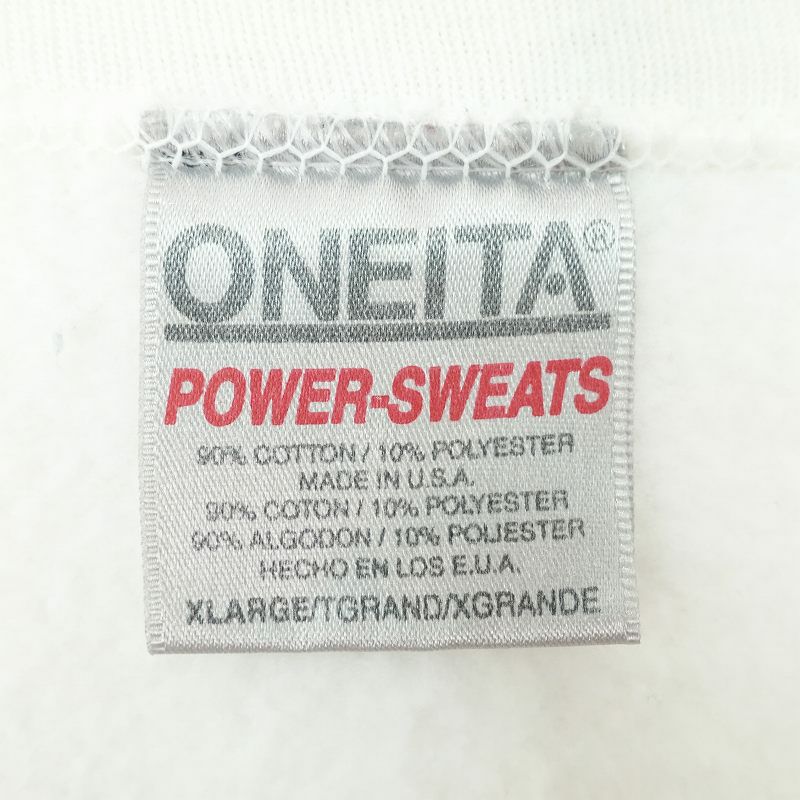 ONEITA®
POWER-SWEATS
90% COTTON / 10% POLYESTER
MADE IN U.S.A.
90% COTON / 10% POLYESTER
90% ALGODON / 10% POLIESTER
HECHO EN LOS E.U.A.
XLARGE/TGRAND/XGRANDE